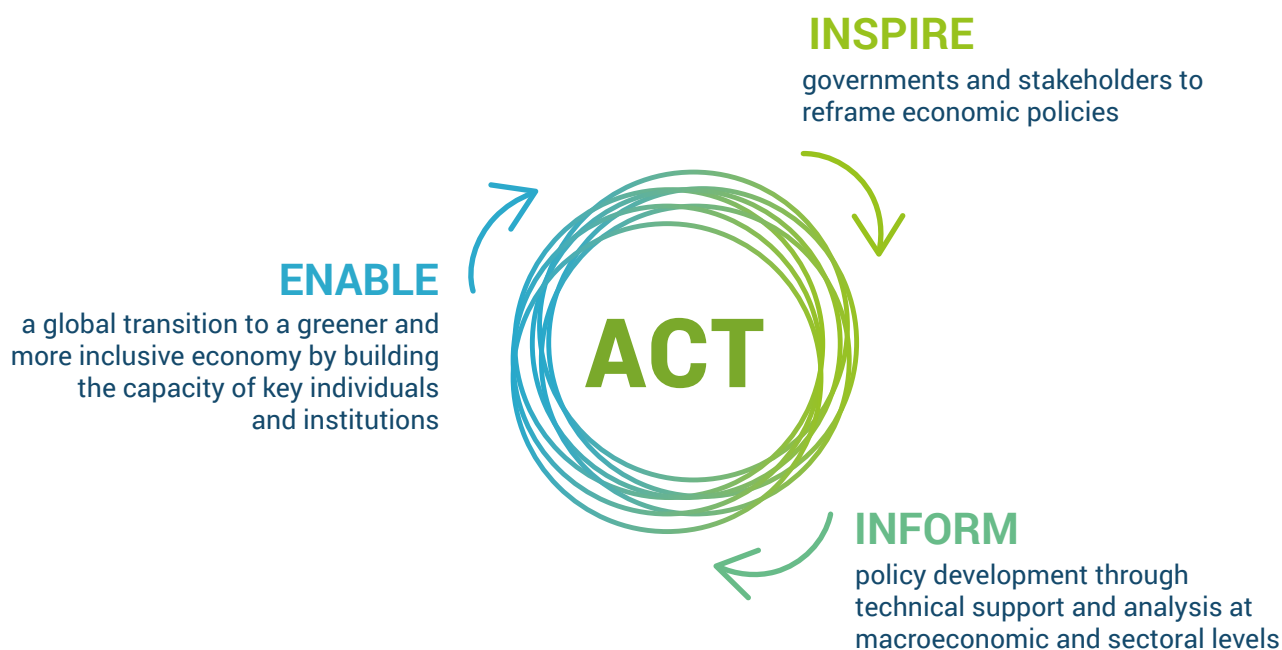 INSPIRE
governments and stakeholders to
reframe economic policies
ENABLE
a global transition to a greener and
more inclusive economy by building
the capacity of key individuals
and institutions
ACT
INFORM
policy development through
technical support and analysis at
macroeconomic and sectoral levels